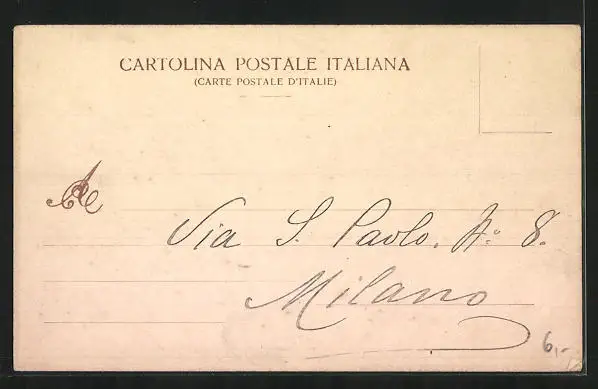 CARTOLINA POSTALE ITALIANA
(CARTE POSTALE D'ITALIE)
A
Via S. Paolo, N.º 8.
Milano
6,-